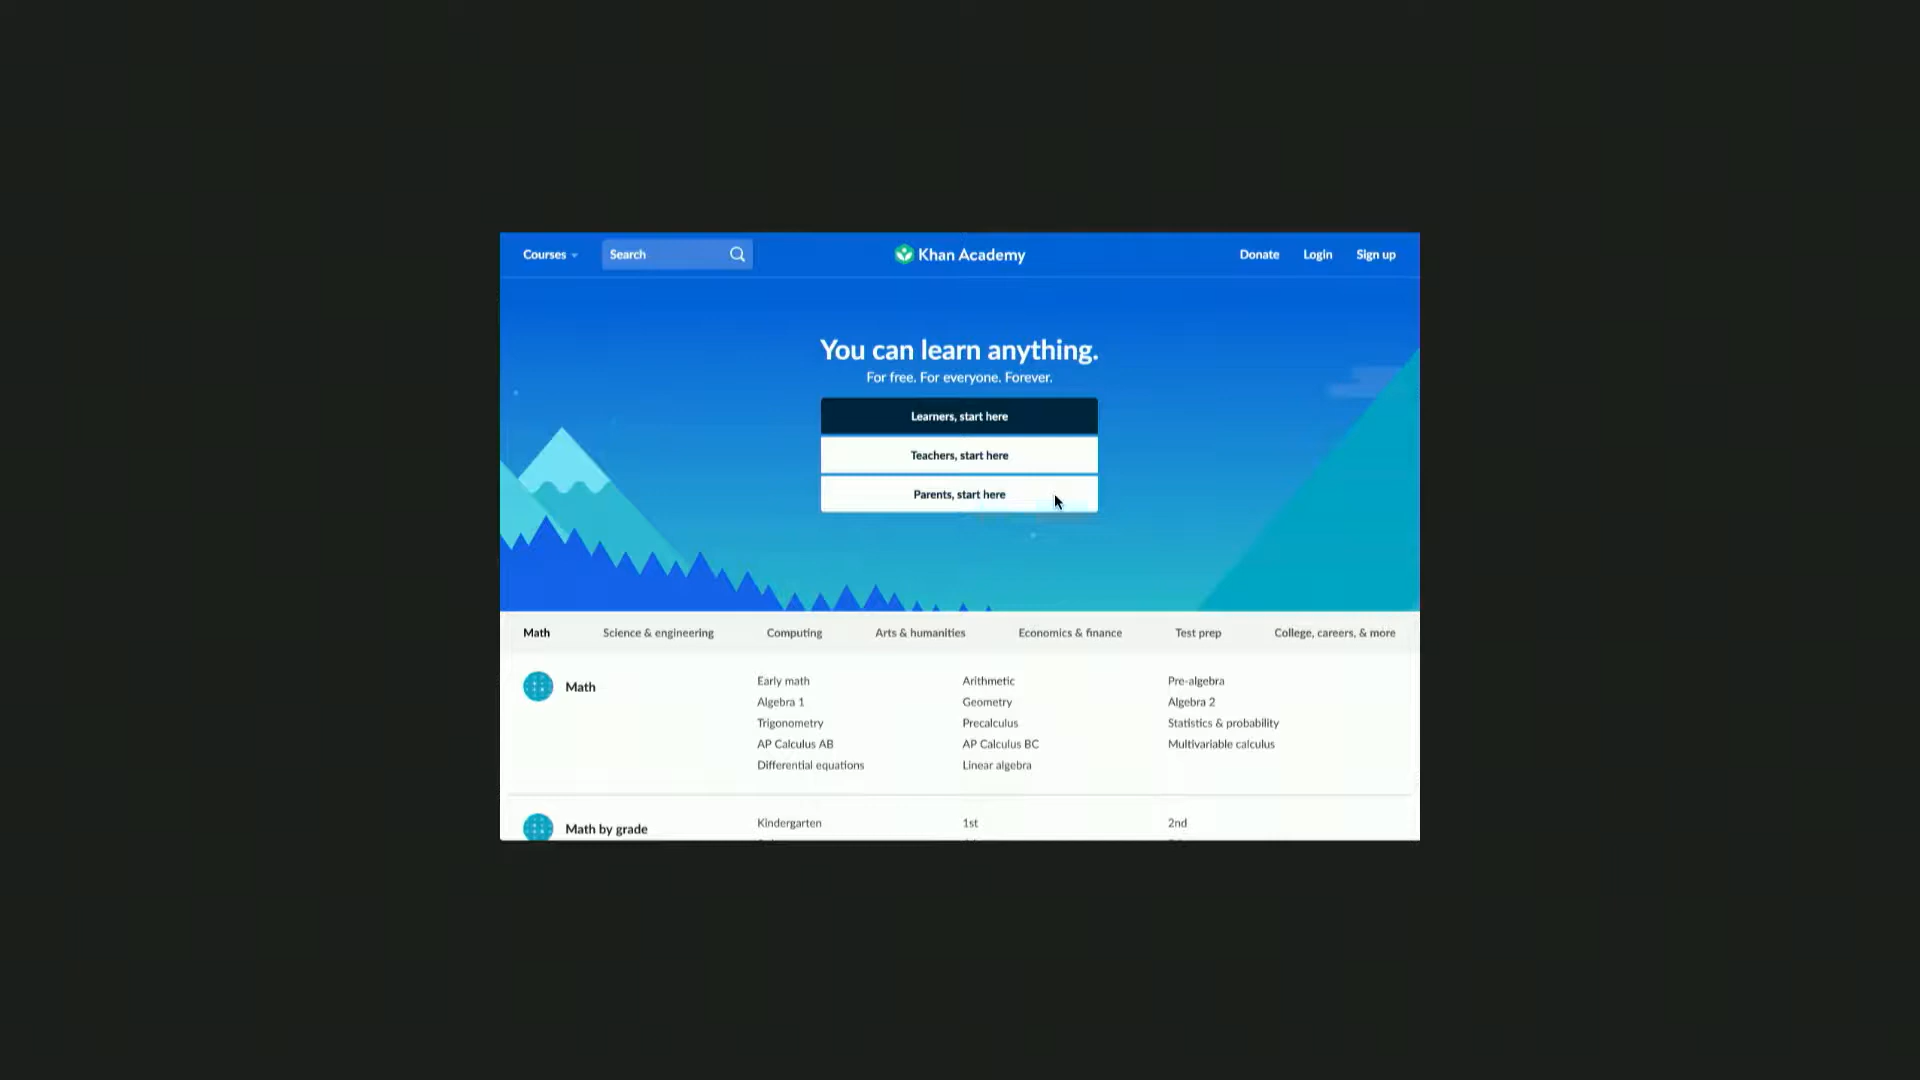 Courses
Search
Khan Academy
Donate
Login
Sign up
You can learn anything.
For free. For everyone. Forever.
Learners, start here
Teachers, start here
Parents, start here
Math
Science & engineering
Computing
Arts & humanities
Economics & finance
Test prep
College, careers, & more
Math
Early math
Arithmetic
Pre-algebra
Algebra 1
Geometry
Algebra 2
Trigonometry
Precalculus
Statistics & probability
AP Calculus AB
AP Calculus BC
Multivariable calculus
Differential equations
Linear algebra
Math by grade
Kindergarten
1st
2nd